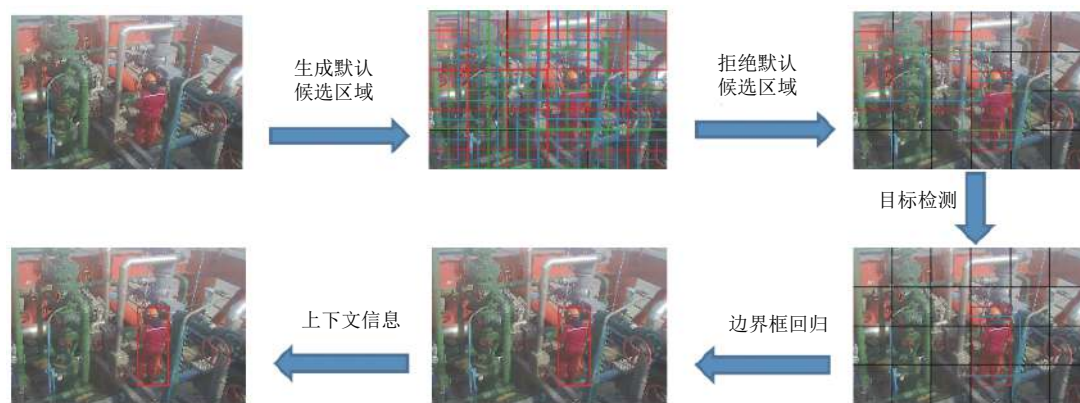 生成默认
候选区域
拒绝默认
候选区域
目标检测
边界框回归
上下文信息